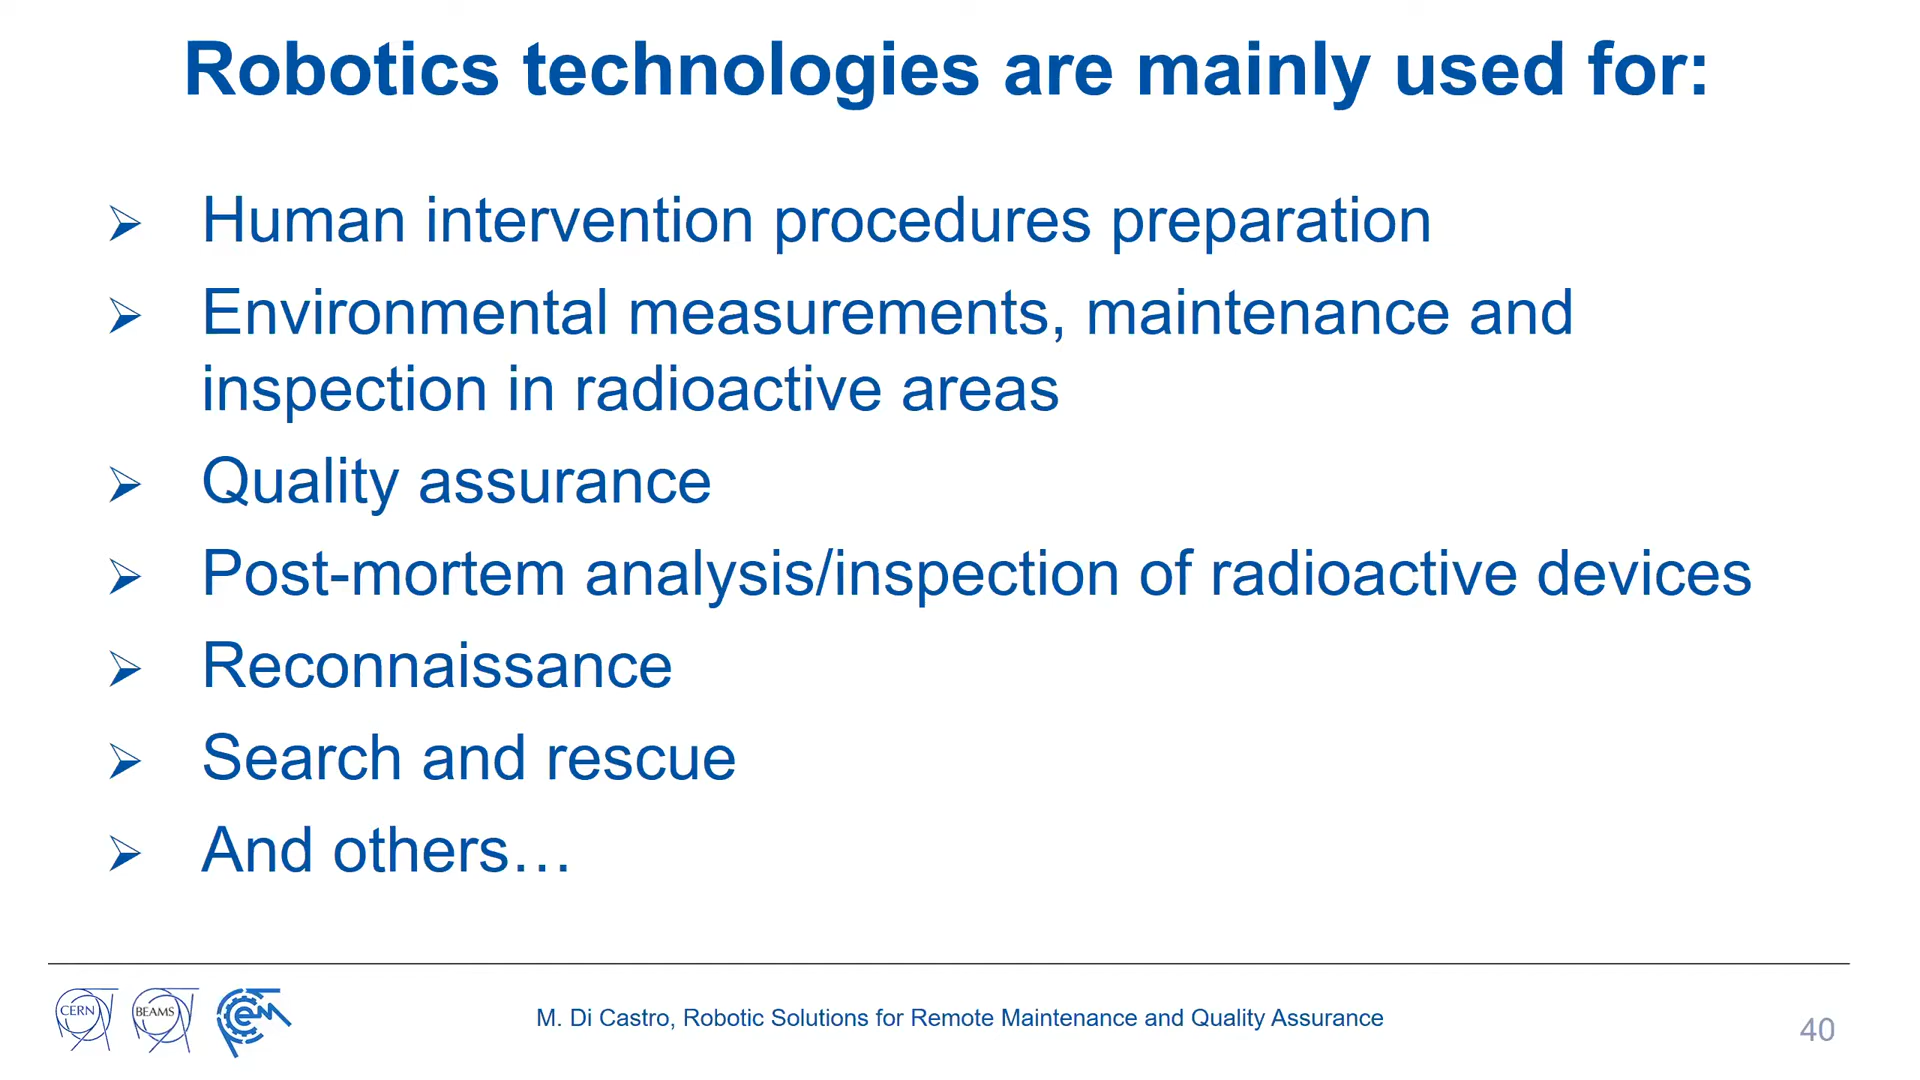 Robotics technologies are mainly used for:
Human intervention procedures preparation
Environmental measurements, maintenance and
inspection in radioactive areas
Quality assurance
Post-mortem analysis/inspection of radioactive devices
Reconnaissance
Search and rescue
And others…
CERN
BEAMS
cem
M. Di Castro, Robotic Solutions for Remote Maintenance and Quality Assurance
40